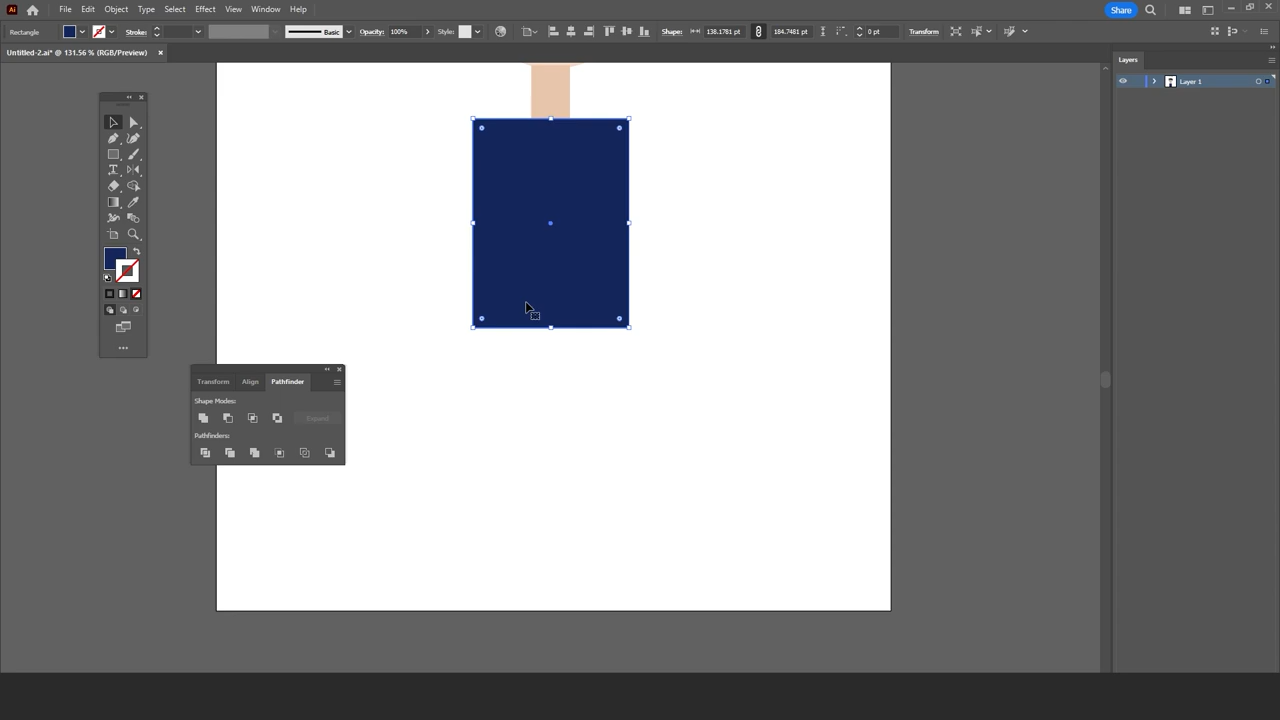 Ai File Edit Object Type Select Effect View Window Help Share
Rectangle Stroke: Basic Opacity: 100% Style: Shape: 138.1781 pt 184.7481 pt 0 pt Transform
Untitled-2.ai* @ 131.56 % (RGB/Preview)
Layers
Layer 1
Transform Align Pathfinder
Shape Modes:
Expand
Pathfinders: